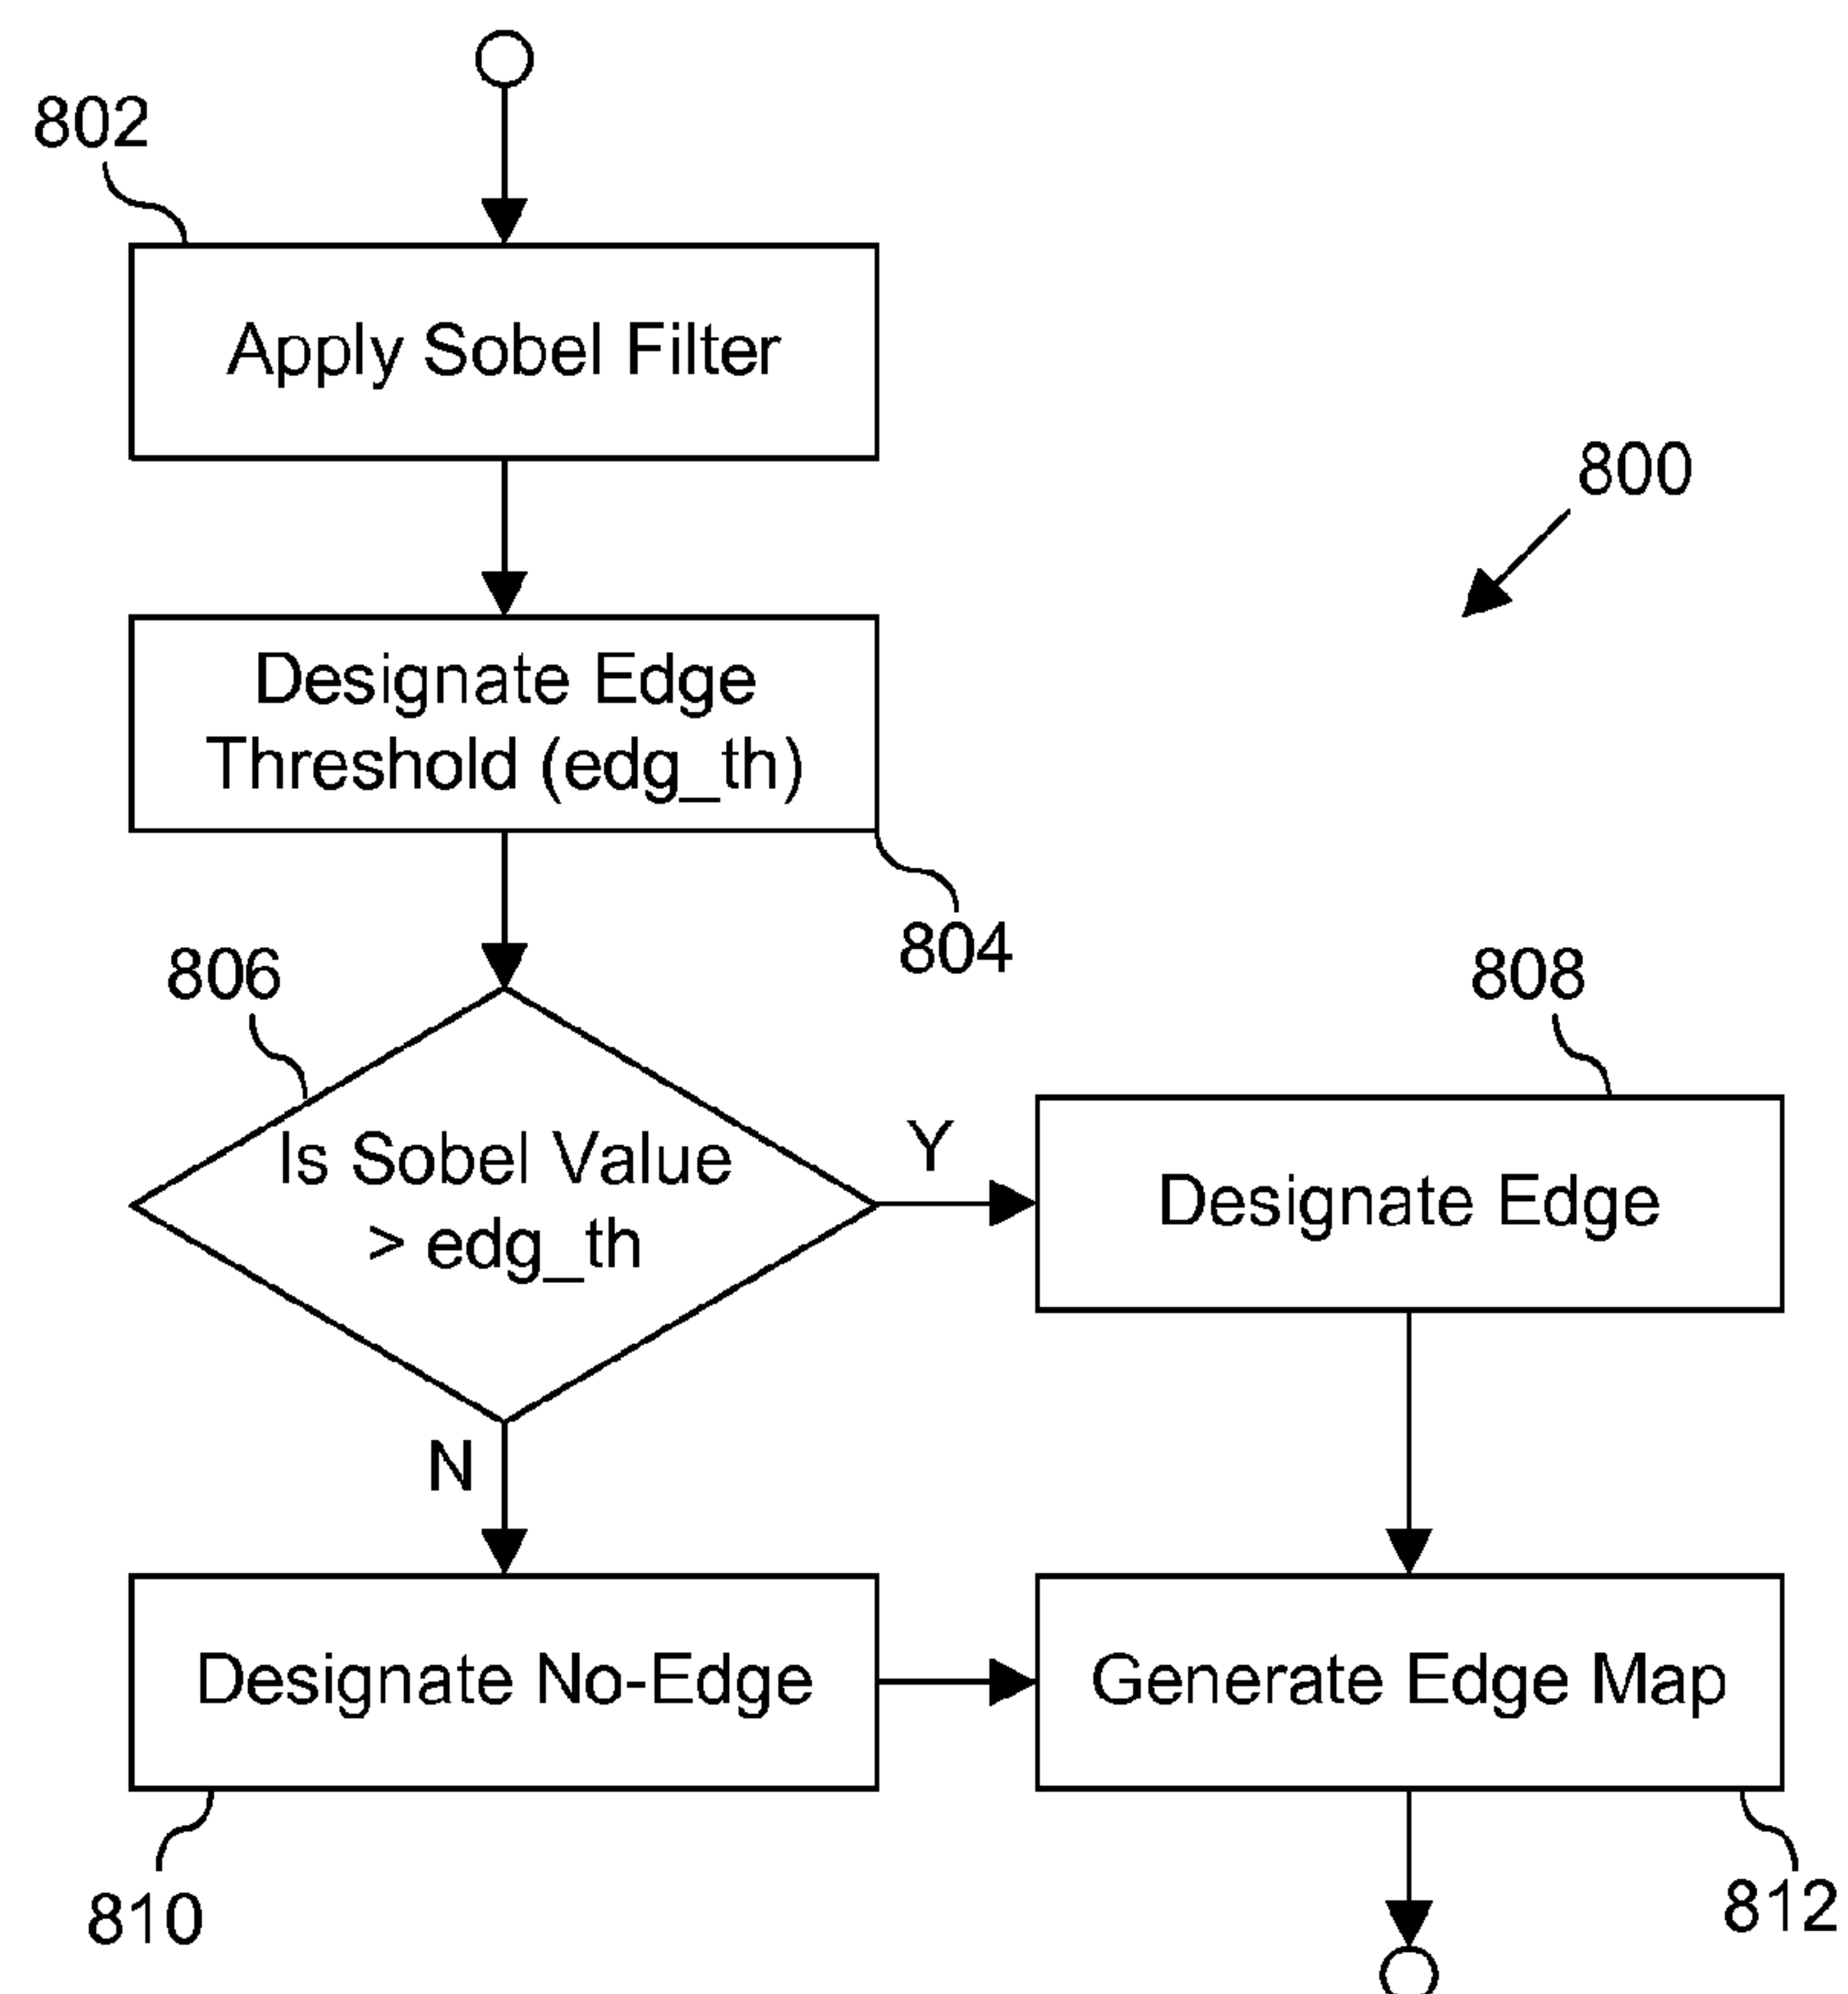 802
Apply Sobel Filter
800
Designate Edge
Threshold (edg_th)
804
806
808
Is Sobel Value
> edg_th
Y
Designate Edge
N
Designate No-Edge
Generate Edge Map
810
812